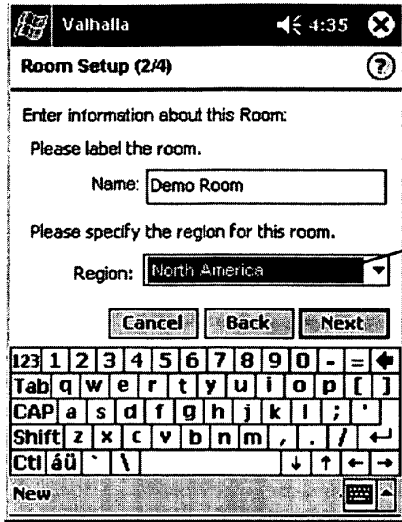 Valhalla 4:35
Room Setup (2/4) ?
Enter information about this Room:
Please label the room.
Name: Demo Room
Please specify the region for this room.
Region: North America
Cancel Back Next
123 1 2 3 4 5 6 7 8 9 0 - =
Tab q w e r t y u i o p [ ]
CAP a s d f g h j k l ; '
Shift z x c v b n m , . /
Ctl áü ` \
New